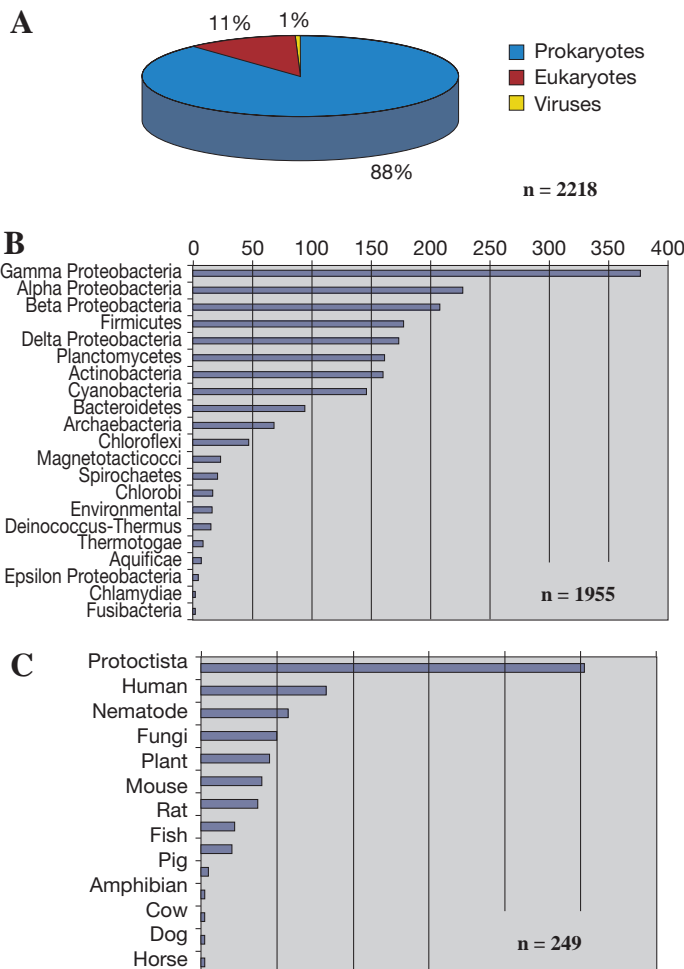 A
11% 1%
Prokaryotes
Eukaryotes
Viruses
88%
n = 2218
B
0 50 100 150 200 250 300 350 400
Gamma Proteobacteria
Alpha Proteobacteria
Beta Proteobacteria
Firmicutes
Delta Proteobacteria
Planctomycetes
Actinobacteria
Cyanobacteria
Bacteroidetes
Archaebacteria
Chloroflexi
Magnetotacticocci
Spirochaetes
Chlorobi
Environmental
Deinococcus-Thermus
Thermotogae
Aquificae
Epsilon Proteobacteria
Chlamydiae
Fusibacteria
n = 1955
C
Protoctista
Human
Nematode
Fungi
Plant
Mouse
Rat
Fish
Pig
Amphibian
Cow
Dog
Horse
n = 249